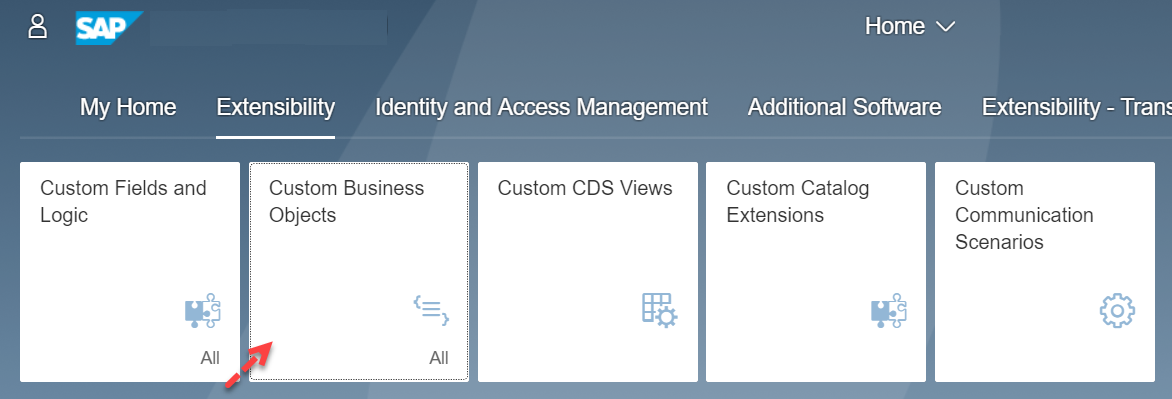 SAP
Home
My Home Extensibility Identity and Access Management Additional Software Extensibility - Trans
Custom Fields and
Logic
All
Custom Business
Objects
All
Custom CDS Views
Custom Catalog
Extensions
Custom
Communication
Scenarios